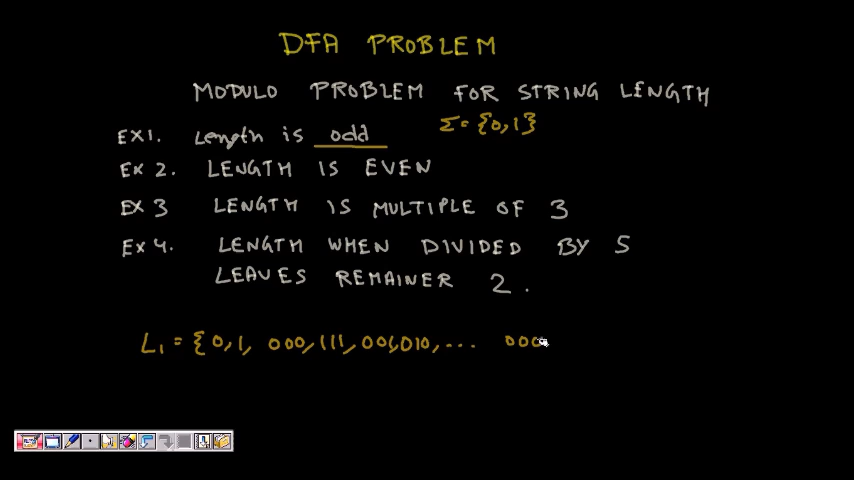 DFA PROBLEM
MODULO PROBLEM FOR STRING LENGTH
EX1. Length is odd Σ={0,1}
EX 2. LENGTH IS EVEN
EX 3 LENGTH IS MULTIPLE OF 3
EX 4. LENGTH WHEN DIVIDED BY 5
LEAVES REMAINER 2.
L1 = {0,1, 000,111,001,010,... 000